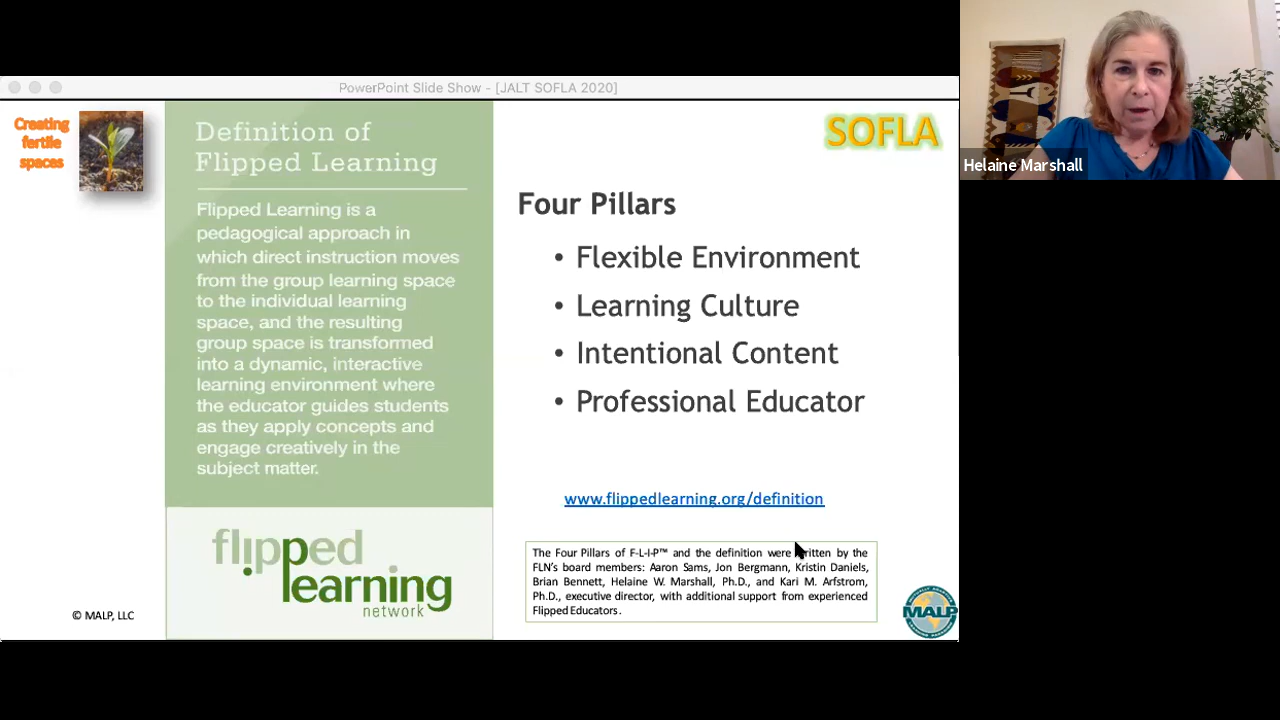 PowerPoint Slide Show - [JALT SOFLA 2020]
Creating
fertile
spaces
Definition of
Flipped Learning
Flipped Learning is a
pedagogical approach in
which direct instruction moves
from the group learning space
to the individual learning
space, and the resulting
group space is transformed
into a dynamic, interactive
learning environment where
the educator guides students
as they apply concepts and
engage creatively in the
subject matter.
flipped
learning
network
© MALP, LLC
SOFLA
Four Pillars
• Flexible Environment
• Learning Culture
• Intentional Content
• Professional Educator
www.flippedlearning.org/definition
The Four Pillars of F-L-I-P™ and the definition were written by the
FLN's board members: Aaron Sams, Jon Bergmann, Kristin Daniels,
Brian Bennett, Helaine W. Marshall, Ph.D., and Kari M. Arfstrom,
Ph.D., executive director, with additional support from experienced
Flipped Educators.
MALP
Helaine Marshall